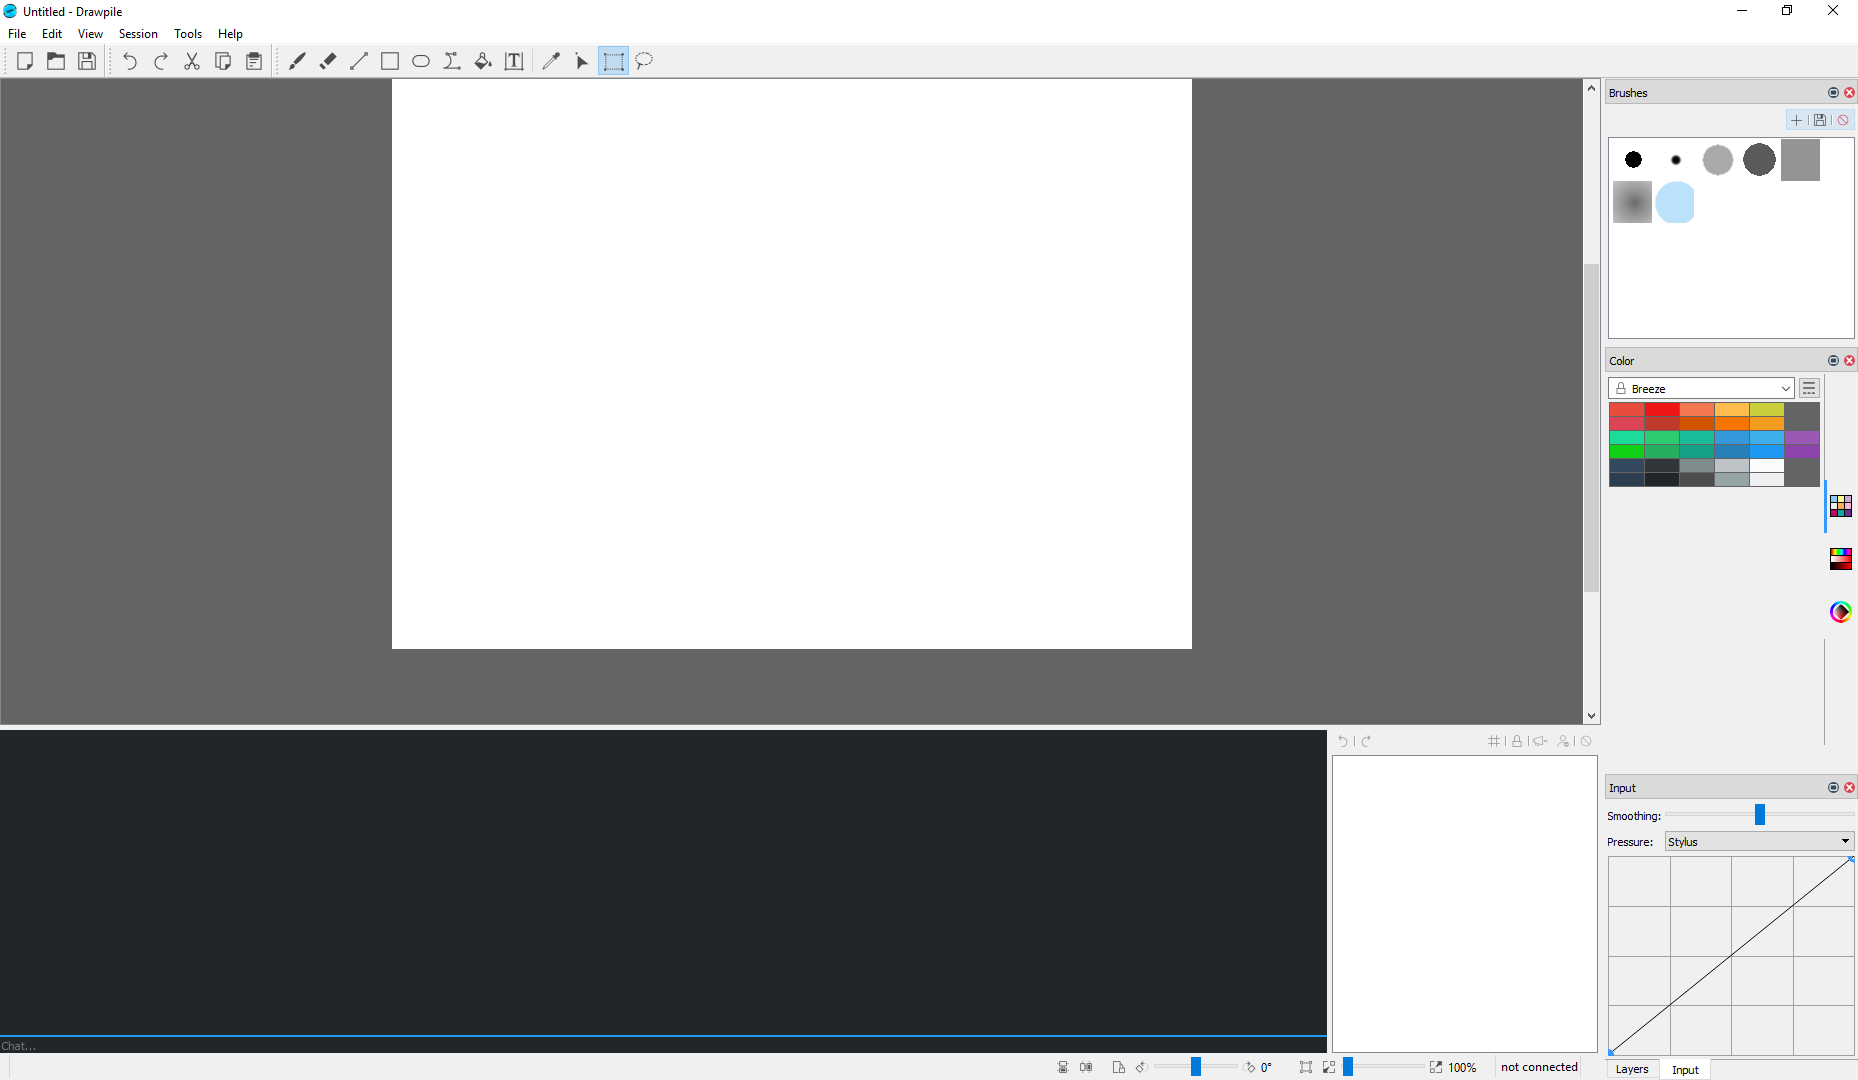 Untitled - Drawpile
File Edit View Session Tools Help
T
Brushes
Color
Breeze
Input
Smoothing:
Pressure: Stylus
Chat...
0°
100%
not connected
Layers Input